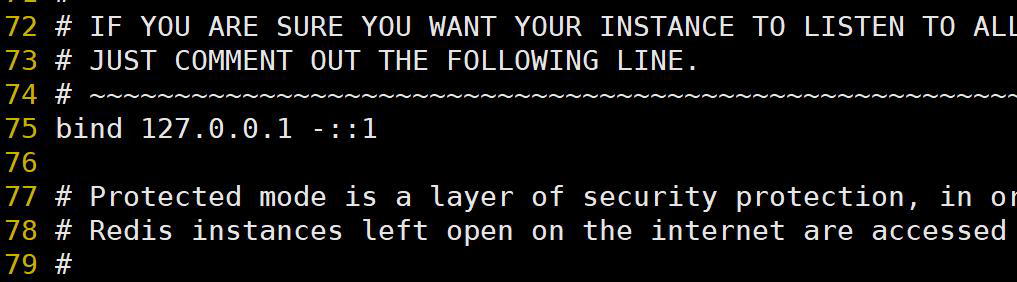 72 # IF YOU ARE SURE YOU WANT YOUR INSTANCE TO LISTEN TO ALL
73 # JUST COMMENT OUT THE FOLLOWING LINE.
74 # ~~~~~~~~~~~~~~~~~~~~~~~~~~~~~~~~~~~~~~~~~~~~~~~~~~~~~~~
75 bind 127.0.0.1 -::1
76
77 # Protected mode is a layer of security protection, in or
78 # Redis instances left open on the internet are accessed
79 #